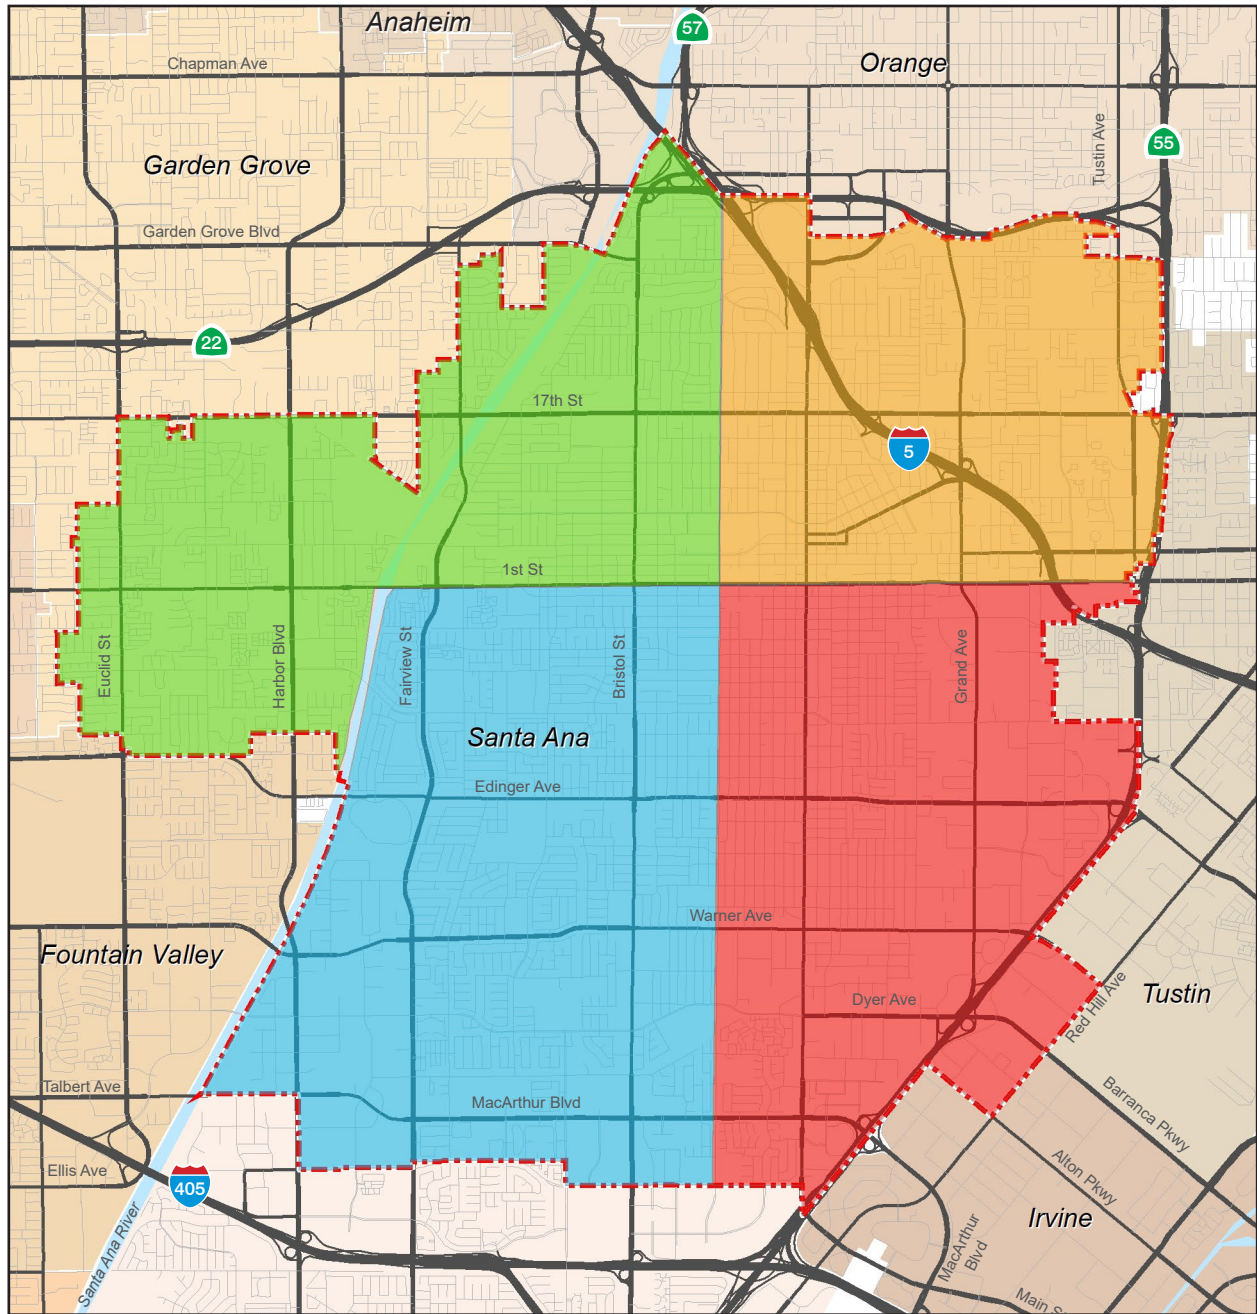 Anaheim
57
Orange
Chapman Ave
Tustin Ave
55
Garden Grove
Garden Grove Blvd
22
17th St
5
1st St
Euclid St
Harbor Blvd
Fairview St
Bristol St
Grand Ave
Santa Ana
Edinger Ave
Warner Ave
Fountain Valley
Dyer Ave
Red Hill Ave
Tustin
Talbert Ave
MacArthur Blvd
Barranca Pkwy
Ellis Ave
405
Alton Pkwy
Santa Ana River
Irvine
MacArthur
Blvd
Main S